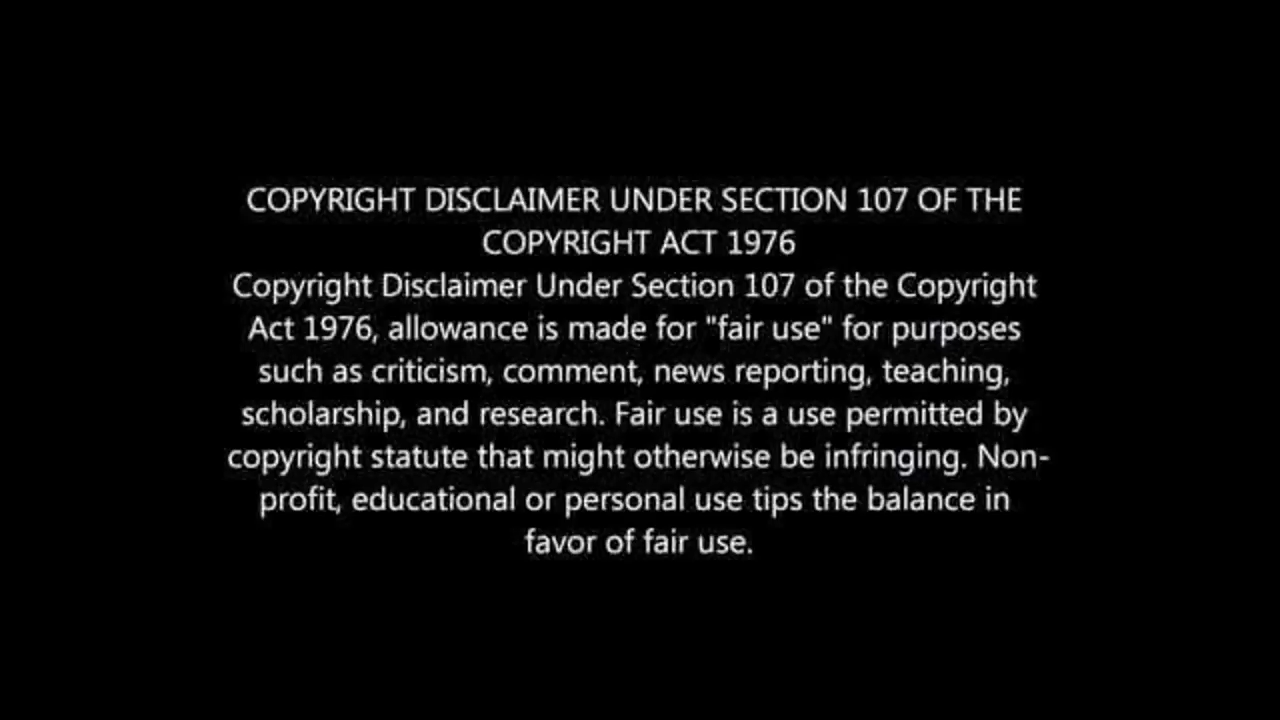 COPYRIGHT DISCLAIMER UNDER SECTION 107 OF THE
COPYRIGHT ACT 1976
Copyright Disclaimer Under Section 107 of the Copyright
Act 1976, allowance is made for "fair use" for purposes
such as criticism, comment, news reporting, teaching,
scholarship, and research. Fair use is a use permitted by
copyright statute that might otherwise be infringing. Non-
profit, educational or personal use tips the balance in
favor of fair use.